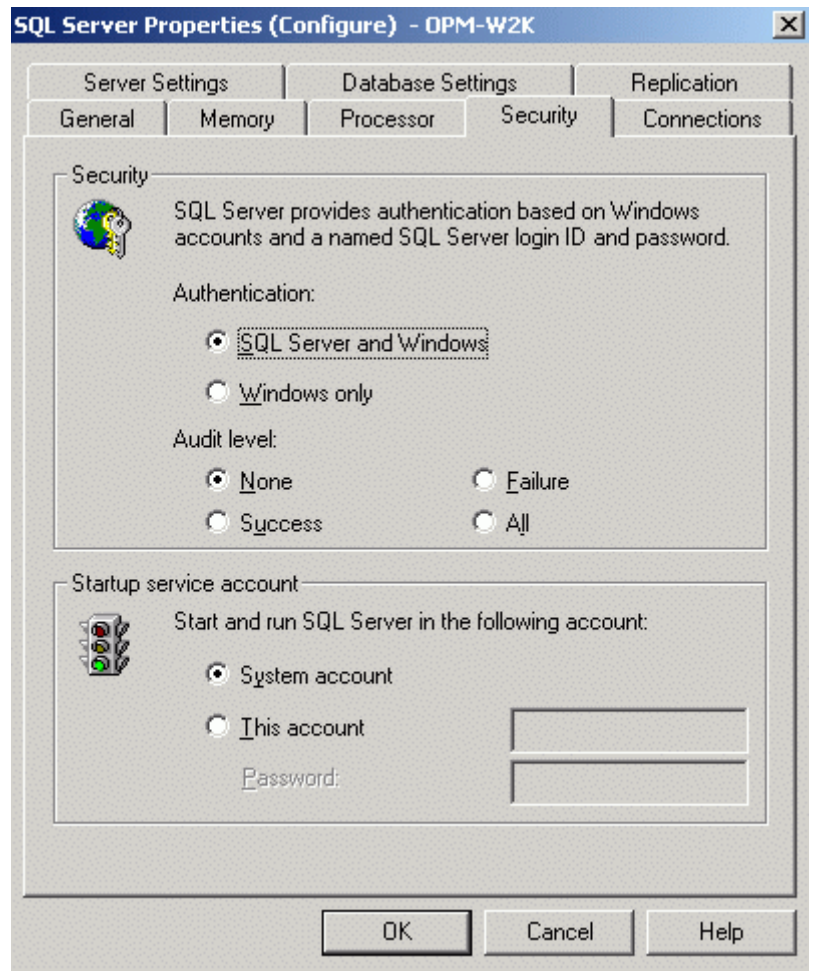 SQL Server Properties (Configure) - OPM-W2K
Server Settings
Database Settings
Replication
General
Memory
Processor
Security
Connections
Security
SQL Server provides authentication based on Windows
accounts and a named SQL Server login ID and password.
Authentication:
SQL Server and Windows
Windows only
Audit level:
None
Failure
Success
All
Startup service account
Start and run SQL Server in the following account:
System account
This account
Password:
OK
Cancel
Help